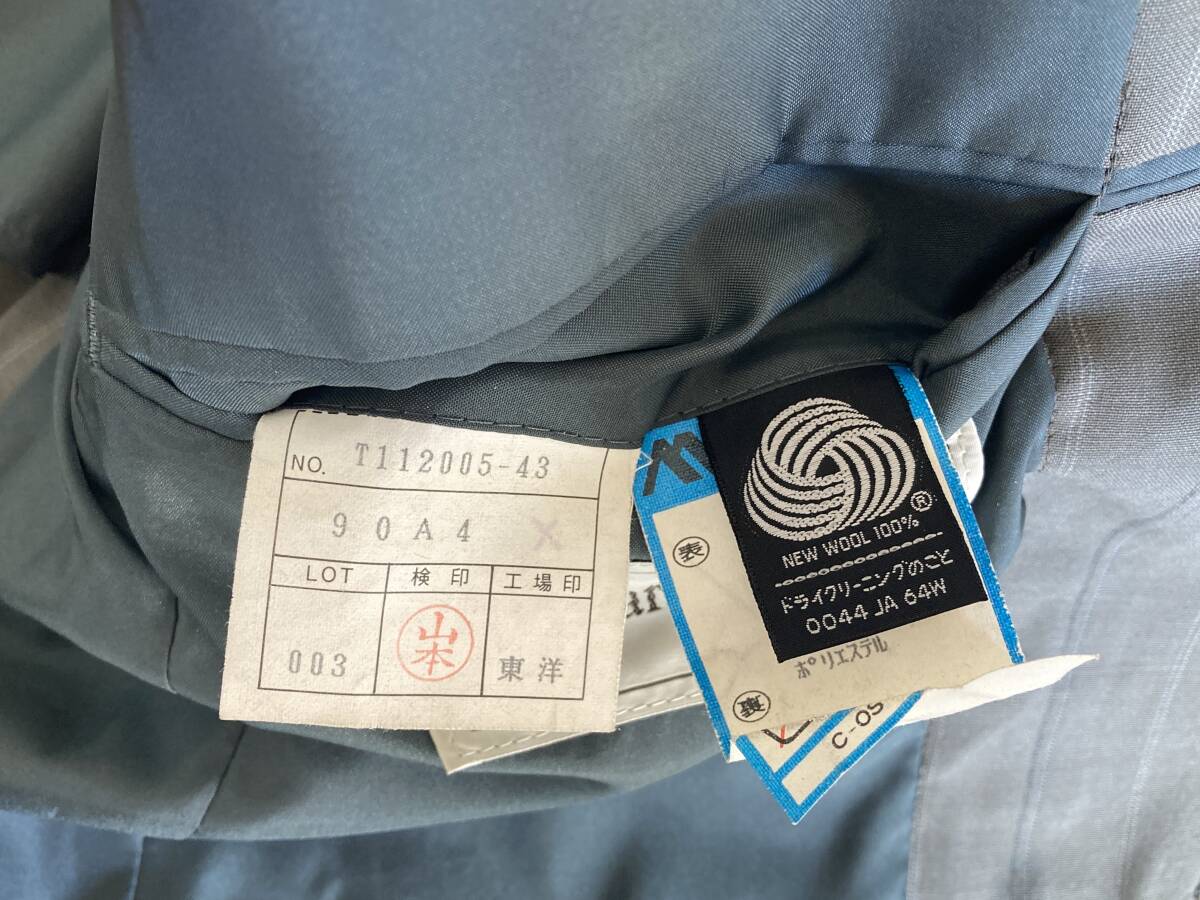 NO. T112005-43
90A4 ×
LOT 検印 工場印
003 山本 東洋
W
NEW WOOL 100% ®
ドライクリーニングのこと
0044 JA 64W
表
ポリエステル
裏